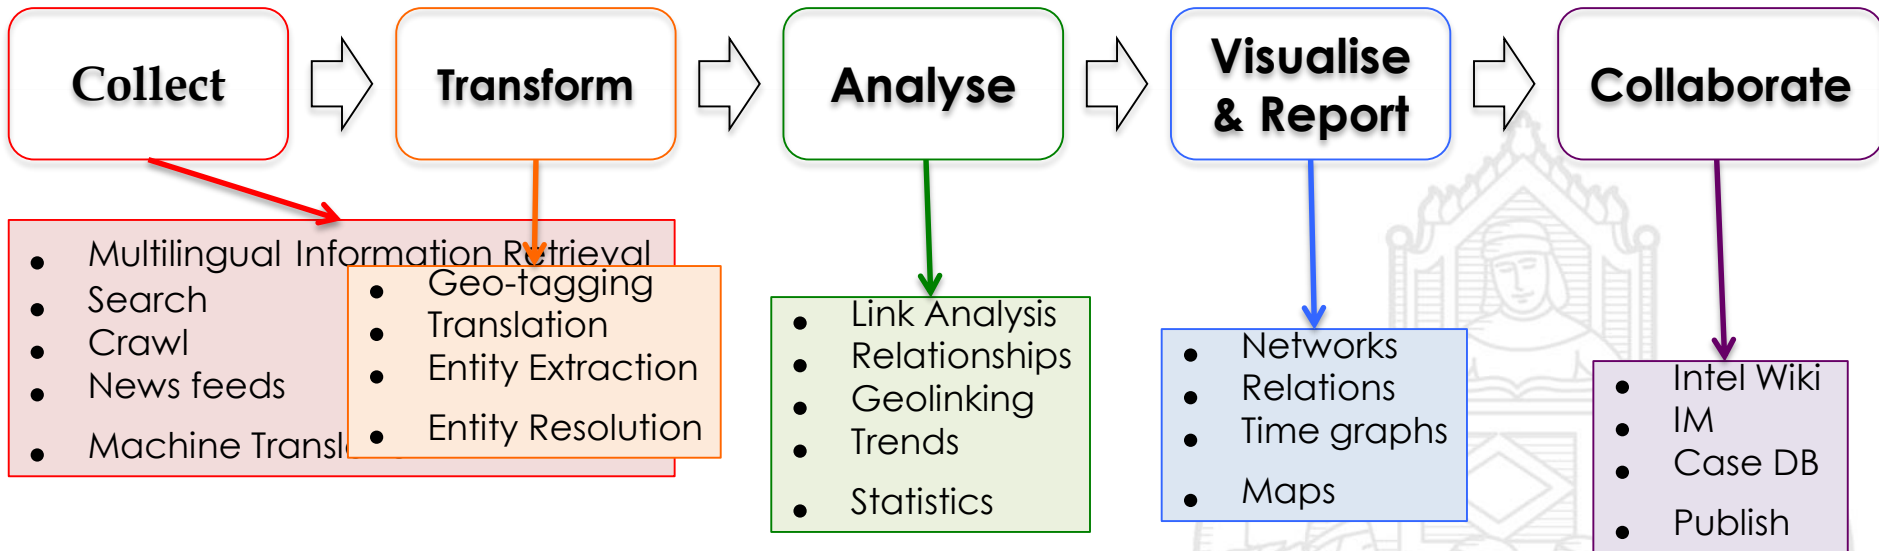 Collect
Transform
Analyse
Visualise
& Report
Collaborate
Multilingual Information Retrieval
Search
Crawl
News feeds
Machine
Geo-tagging
Translation
Entity Extraction
Entity Resolution
Link Analysis
Relationships
Geolinking
Trends
Statistics
Networks
Relations
Time graphs
Maps
Intel Wiki
IM
Case DB
Publish